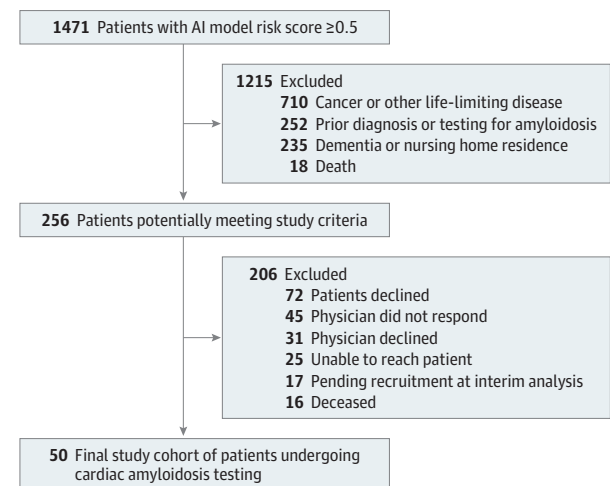 1471 Patients with AI model risk score ≥0.5
1215 Excluded
710 Cancer or other life-limiting disease
252 Prior diagnosis or testing for amyloidosis
235 Dementia or nursing home residence
18 Death
256 Patients potentially meeting study criteria
206 Excluded
72 Patients declined
45 Physician did not respond
31 Physician declined
25 Unable to reach patient
17 Pending recruitment at interim analysis
16 Deceased
50 Final study cohort of patients undergoing
cardiac amyloidosis testing